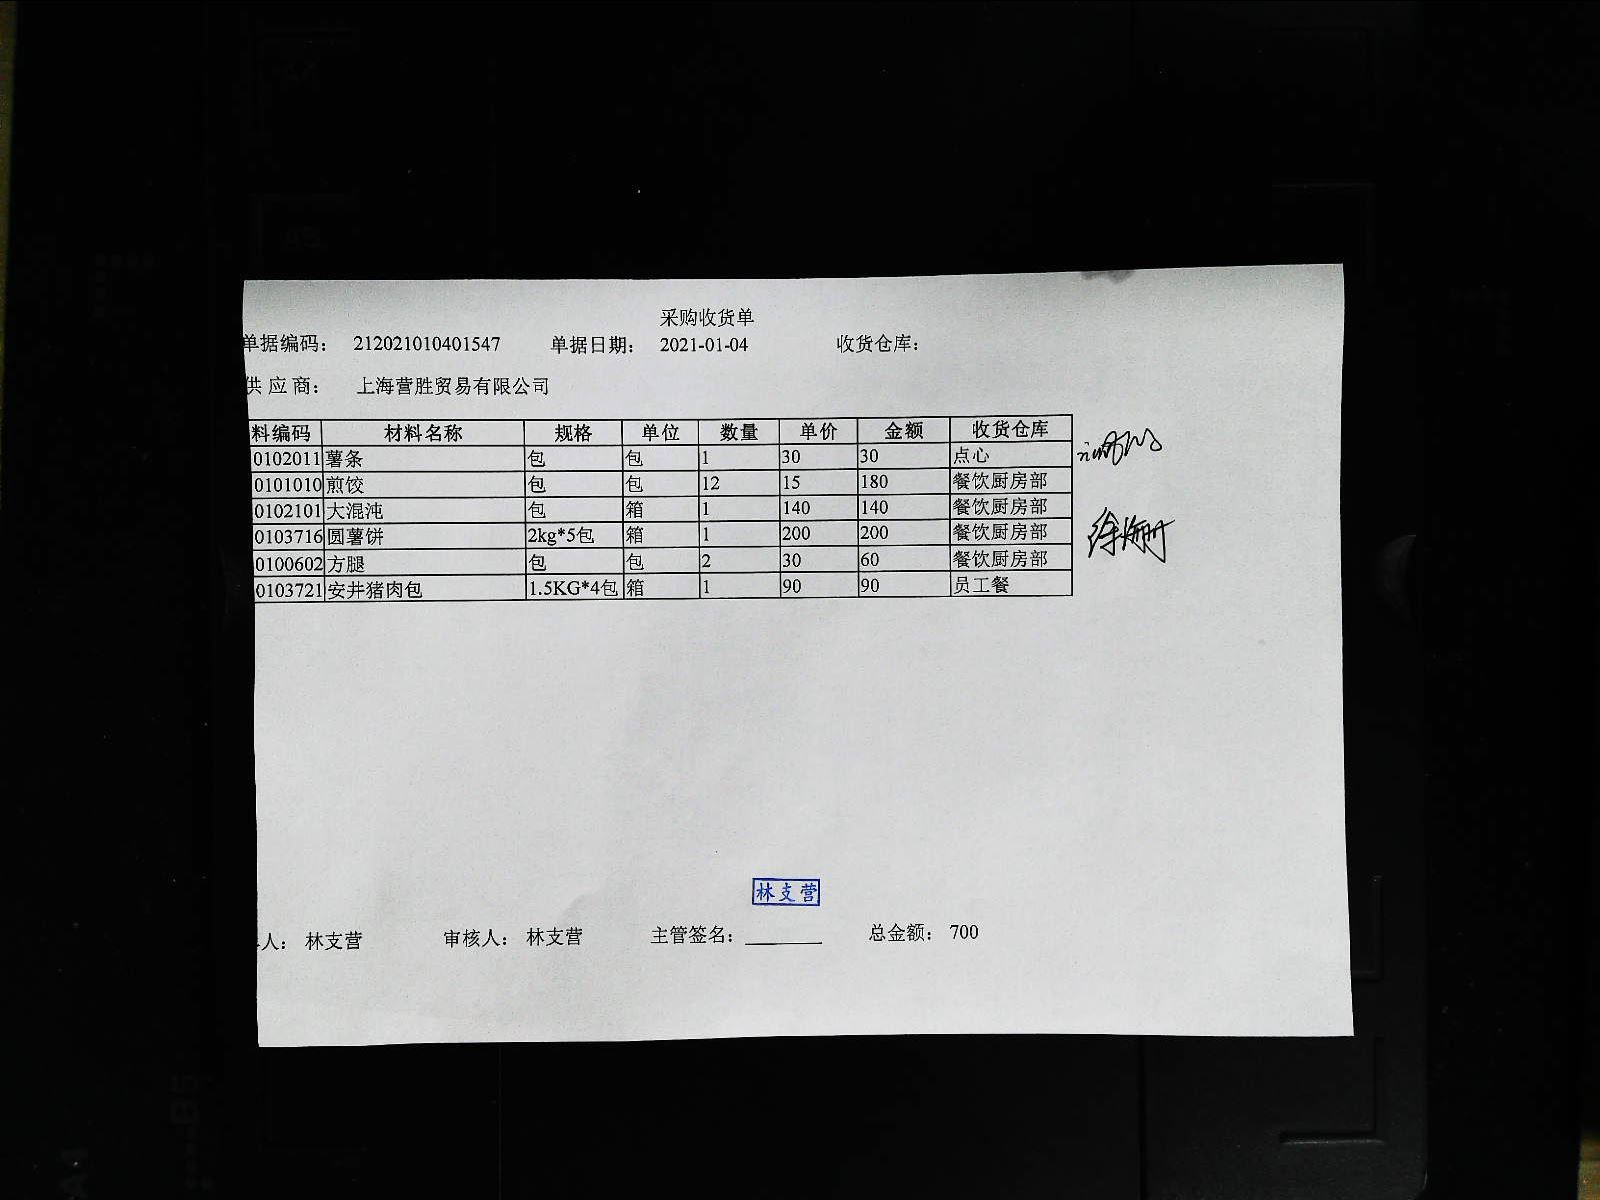 采购收货单
单据编码： 212021010401547 单据日期： 2021-01-04 收货仓库：
供 应 商： 上海营胜贸易有限公司
料编码 材料名称 规格 单位 数量 单价 金额 收货仓库
0102011 薯条 包 包 1 30 30 点心
0101010 煎饺 包 包 12 15 180 餐饮厨房部
0102101 大混沌 包 箱 1 140 140 餐饮厨房部
0103716 圆薯饼 2kg*5包 箱 1 200 200 餐饮厨房部
0100602 方腿 包 包 2 30 60 餐饮厨房部
0103721 安井猪肉包 1.5KG*4包 箱 1 90 90 员工餐
林支营
人： 林支营 审核人： 林支营 主管签名： 总金额： 700
B5
A4